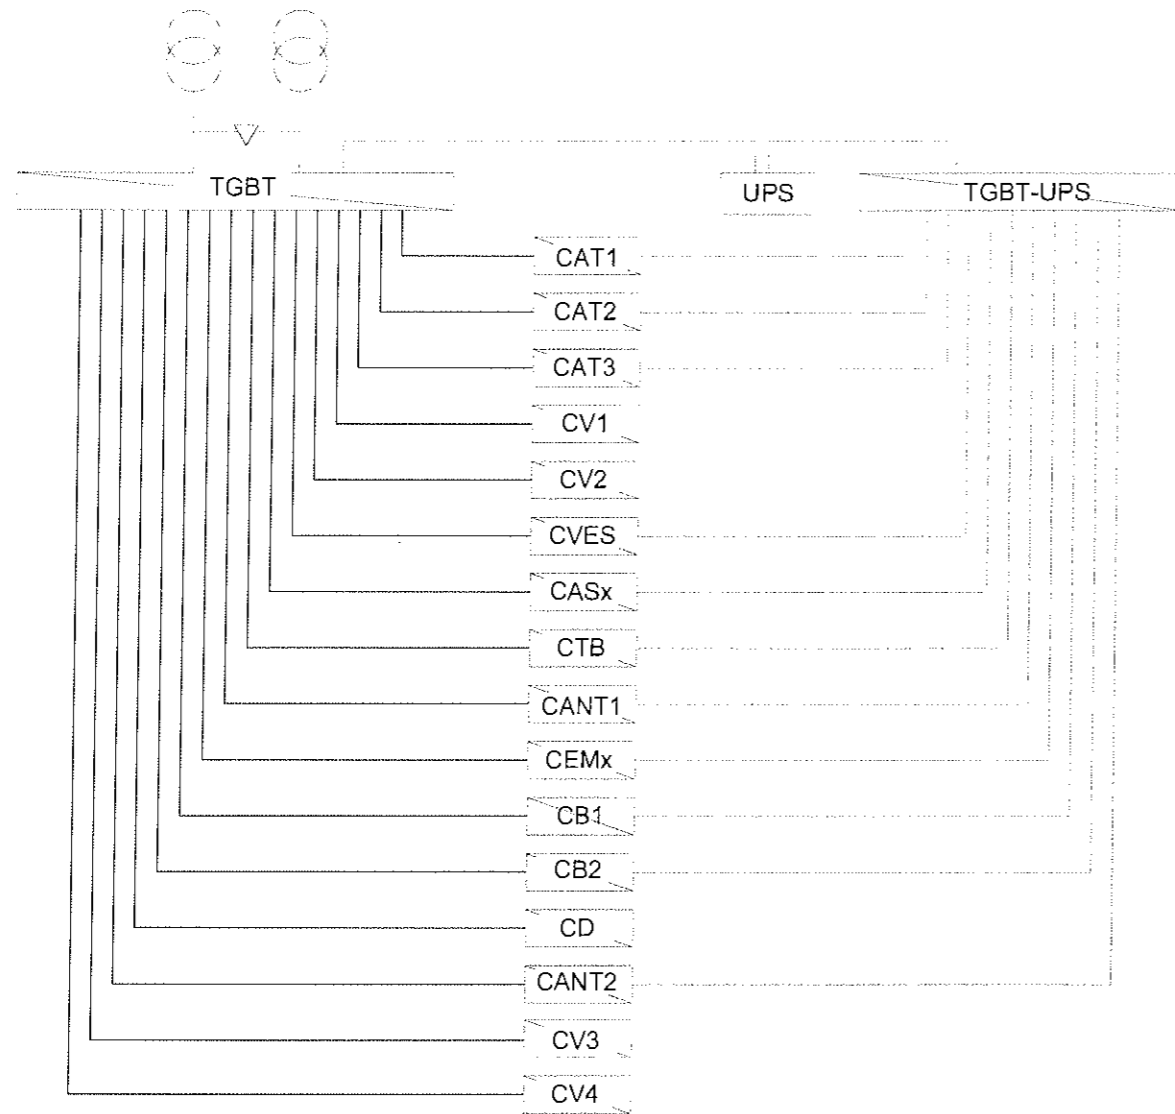 TGBT
UPS
TGBT-UPS
CAT1
CAT2
CAT3
CV1
CV2
CVES
CASx
CTB
CANT1
CEMx
CB1
CB2
CD
CANT2
CV3
CV4